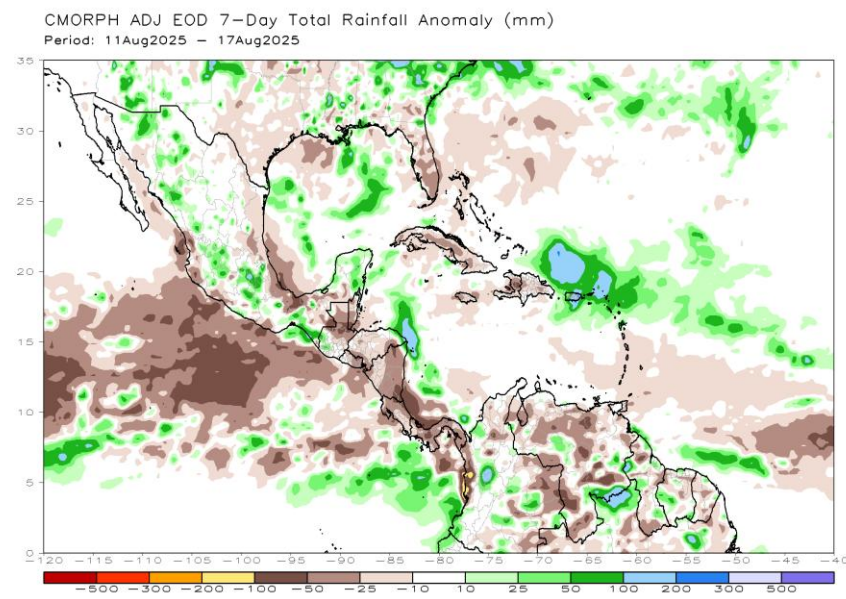 CMORPH ADJ EOD 7-Day Total Rainfall Anomaly (mm)
Period: 11Aug2025 - 17Aug2025
35
30
25
20
15
10
5
0
-120 -115 -110 -105 -100 -95 -90 -85 -80 -75 -70 -65 -60 -55 -50 -45 -40
-500 -300 -200 -100 -50 -25 -10 10 25 50 100 200 300 500